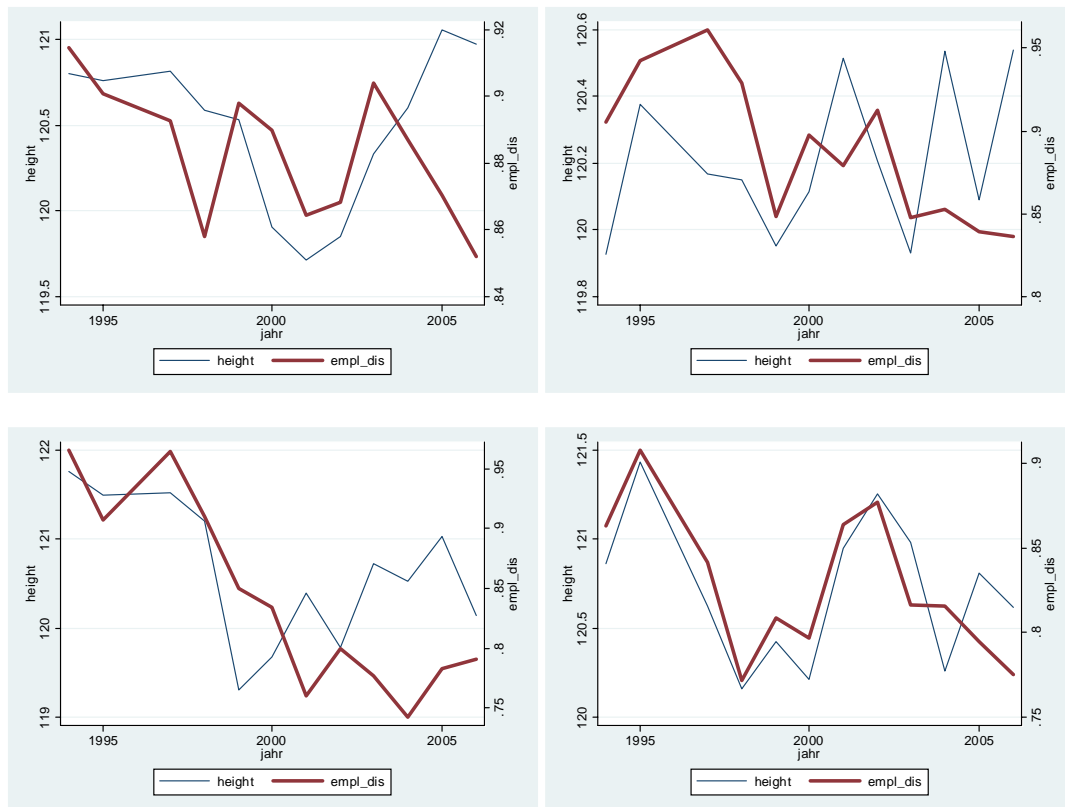 121
120.5
120
119.5
height
.92
.9
.88
.86
.84
empl_dis
1995 2000 2005
jahr
height empl_dis
120.6
120.4
120.2
120
119.8
height
.95
.9
.85
.8
empl_dis
1995 2000 2005
jahr
height empl_dis
122
121
120
119
height
.95
.9
.85
.8
.75
empl_dis
1995 2000 2005
jahr
height empl_dis
121.5
121
120.5
120
height
.9
.85
.8
.75
empl_dis
1995 2000 2005
jahr
height empl_dis